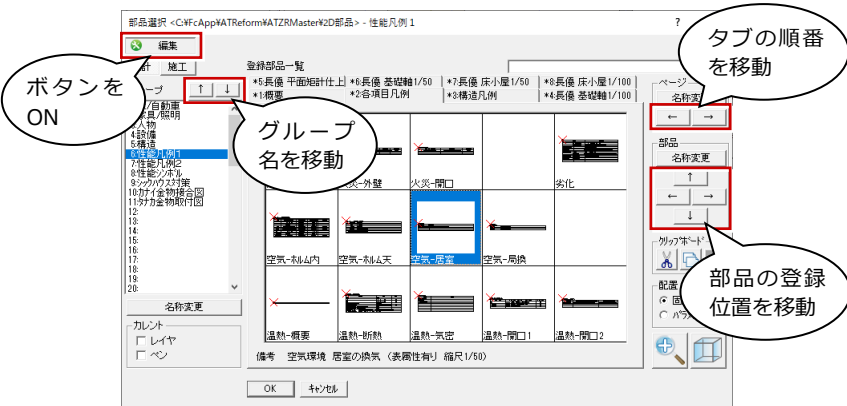 部品選択 <C:¥FcApp¥ATReform¥ATZRMaster¥2D部品> - 性能凡例1
?
編集
ボタンを
ON
グループ
名を移動
タブの順番
を移動
部品の登録
位置を移動
施工
登録部品一覧
*5:長優 平面矩計仕上
*6:長優 基礎軸1/50
*7:長優 床小屋1/50
*8:長優 床小屋1/100
*1:概要
*2:各項目凡例
*3:構造凡例
*4:長優 基礎軸1/100
↑ ↓
/自動車
家具/照明
人物
4:設備
5:構造
6:性能凡例1
7:性能凡例2
8:性能シンボル
9:シックハウス対策
10:カナイ金物接合図
11:タナカ金物取付図
12:
13:
14:
15:
16:
17:
18:
19:
20:
名称変更
カレント
レイヤ
ペン
火災-外壁
火災-開口
劣化
空気-ホルム内
空気-ホルム天
空気-居室
空気-局換
温熱-概要
温熱-断熱
温熱-気密
温熱-開口1
温熱-開口2
備考 空気環境 居室の換気 (表属性有り 縮尺1/50)
ページ
名称変
← →
部品
名称変更
↑
← →
↓
クリップボード
配置
OK
キャンセル